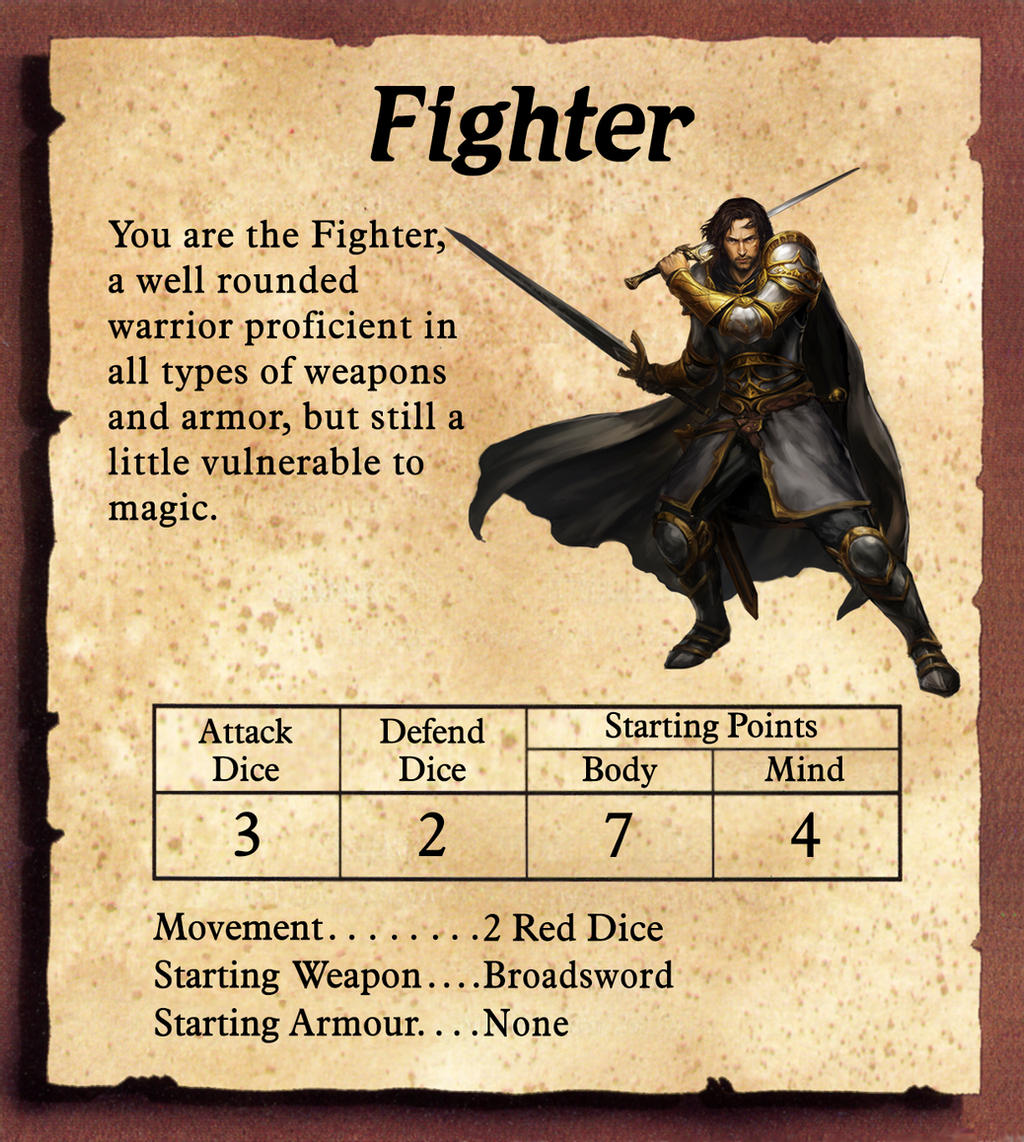 Fighter
You are the Fighter,
a well rounded
warrior proficient in
all types of weapons
and armor, but still a
little vulnerable to
magic.
Attack Dice
Defend Dice
Starting Points
Body
Mind
3
2
7
4
Movement........2 Red Dice
Starting Weapon....Broadsword
Starting Armour....None